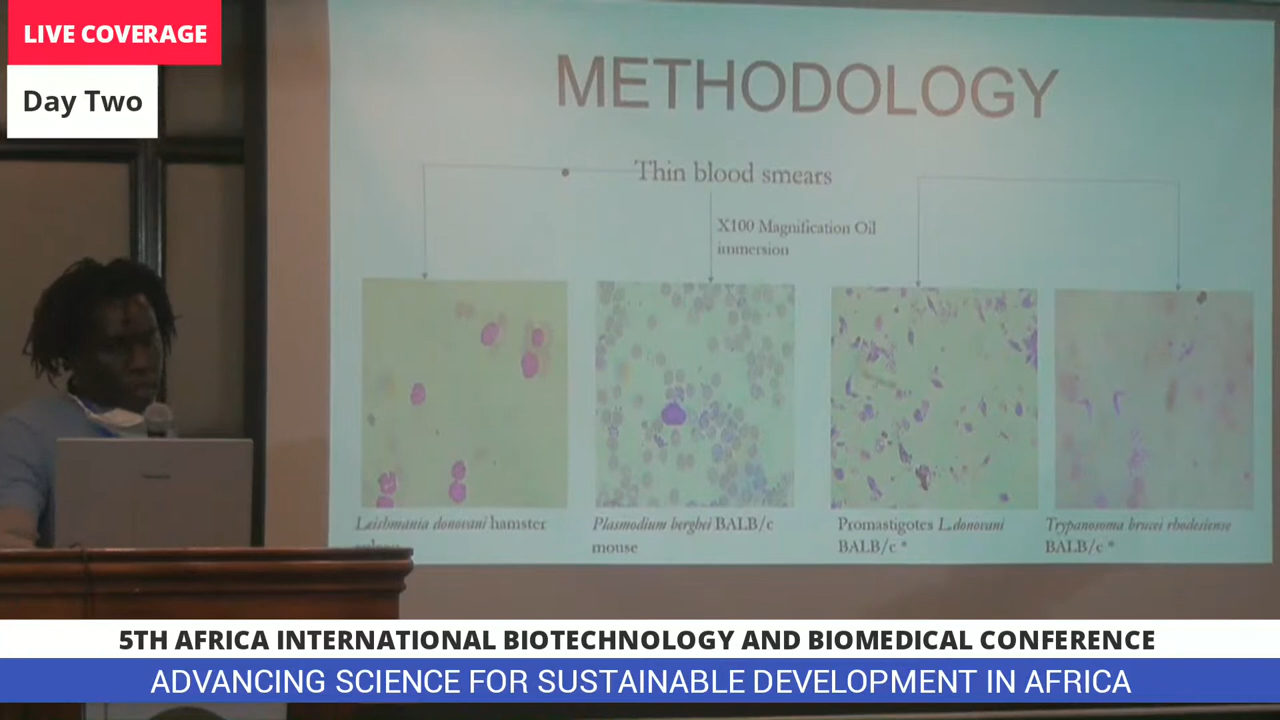 LIVE COVERAGE
Day Two
METHODOLOGY
Thin blood smears
X100 Magnification Oil
immersion
Leishmania donovani hamster
Plasmodium berghei BALB/c
mouse
Promastigotes L.donovani
BALB/c *
Trypanosoma brucei rhodesiense
BALB/c *
5TH AFRICA INTERNATIONAL BIOTECHNOLOGY AND BIOMEDICAL CONFERENCE
ADVANCING SCIENCE FOR SUSTAINABLE DEVELOPMENT IN AFRICA